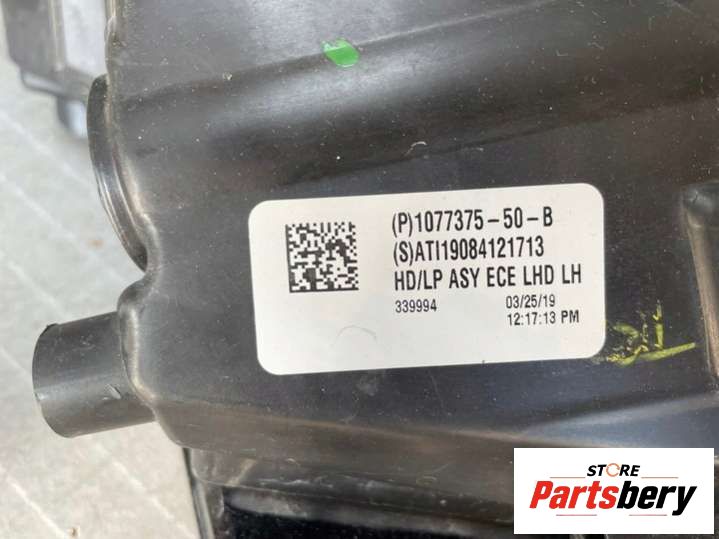 (P)1077375-50-B
(S)ATI19084121713
HD/LP ASY ECE LHD LH
339994 03/25/19
12:17:13 PM
STORE
Partsbery